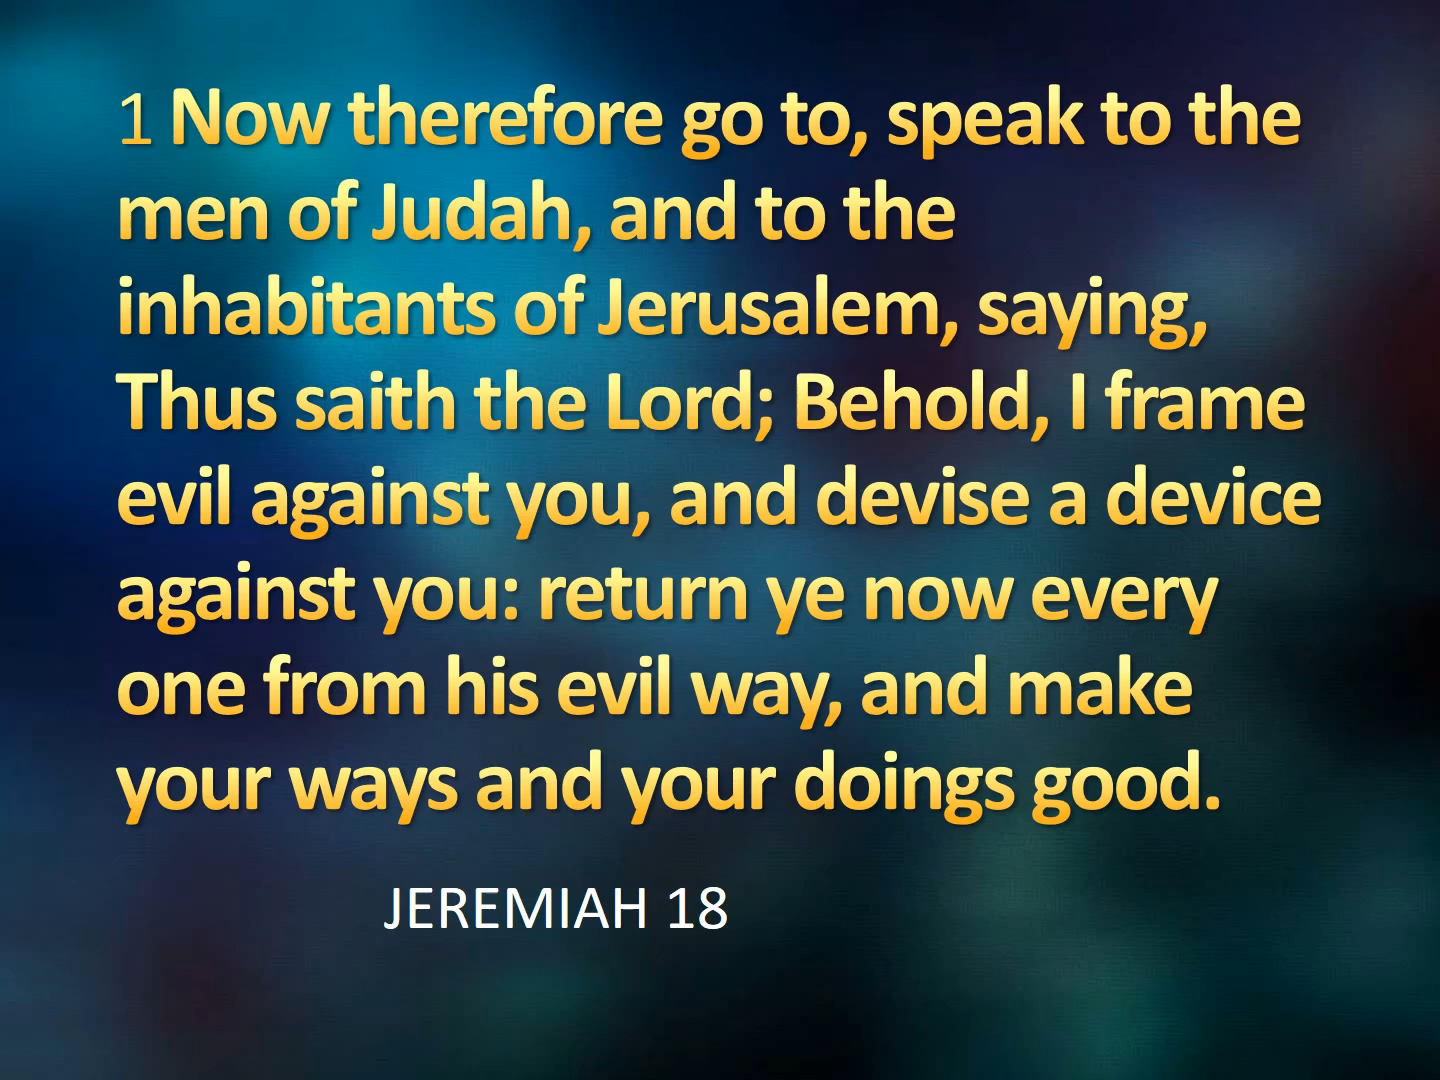 1 Now therefore go to, speak to the
men of Judah, and to the
inhabitants of Jerusalem, saying,
Thus saith the Lord; Behold, I frame
evil against you, and devise a device
against you: return ye now every
one from his evil way, and make
your ways and your doings good.
JEREMIAH 18